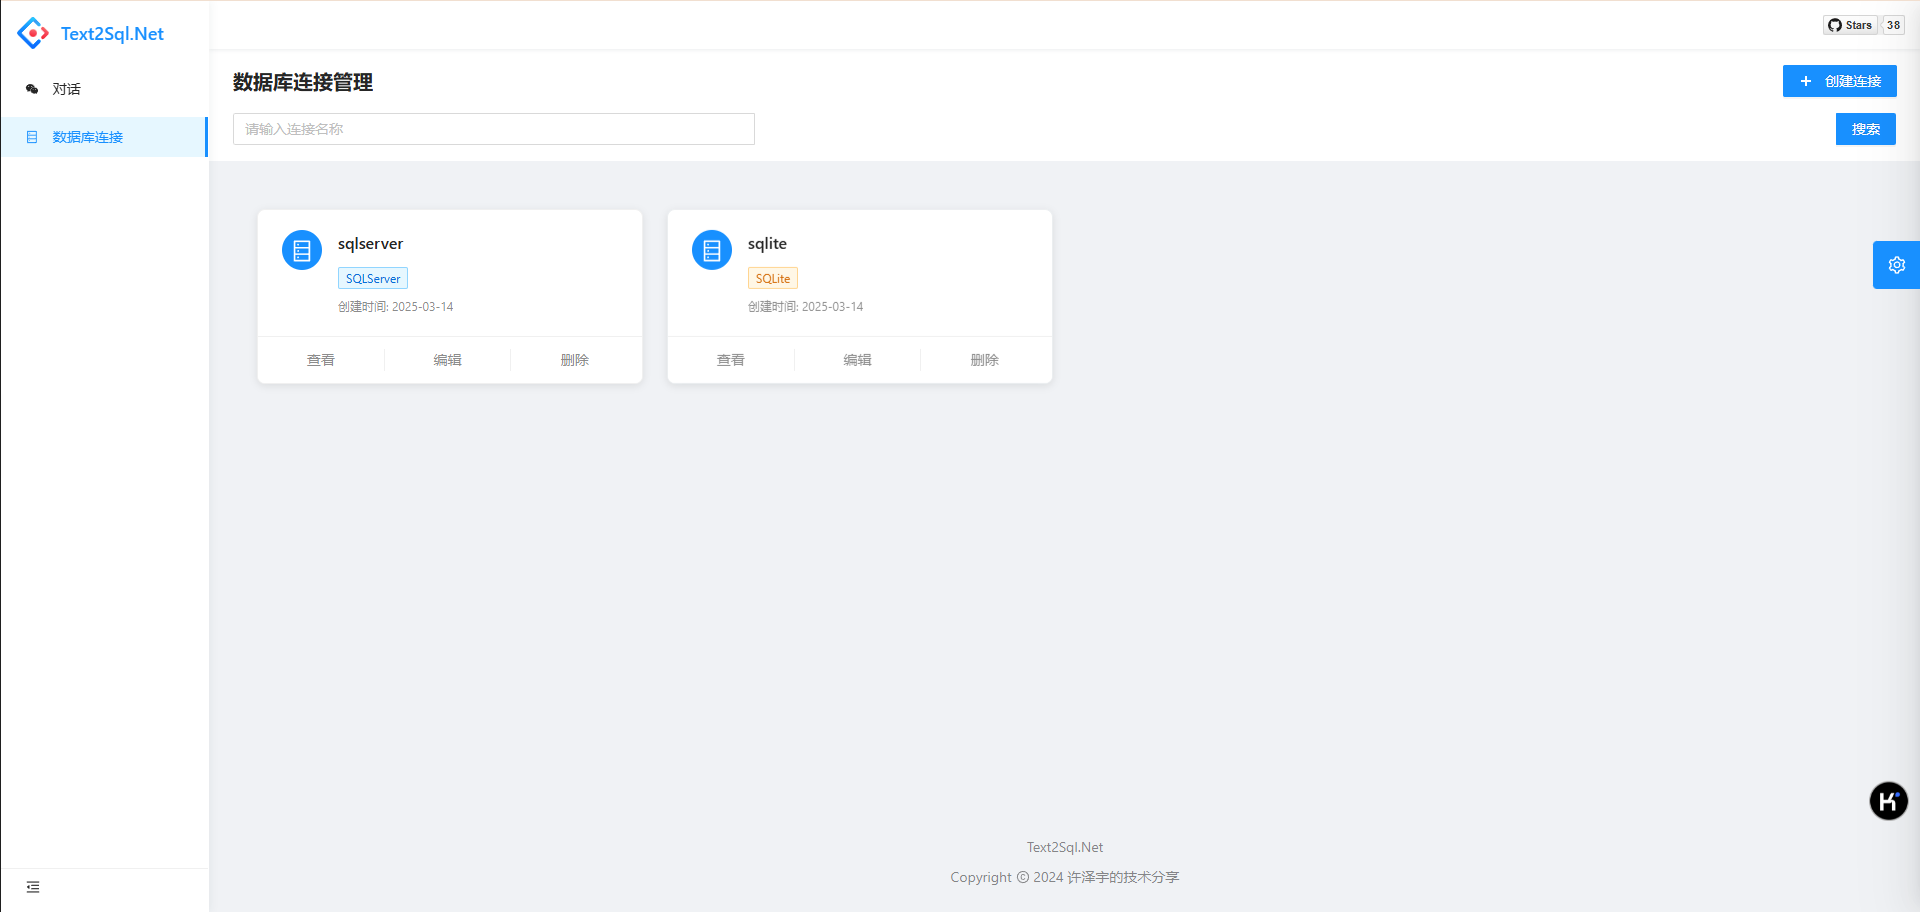 Text2Sql.Net
Stars 38
对话
数据库连接
数据库连接管理
创建连接
请输入连接名称
搜索
sqlserver
SQLServer
创建时间: 2025-03-14
查看 编辑 删除
sqlite
SQLite
创建时间: 2025-03-14
查看 编辑 删除
K
Text2Sql.Net
Copyright © 2024 许泽宇的技术分享